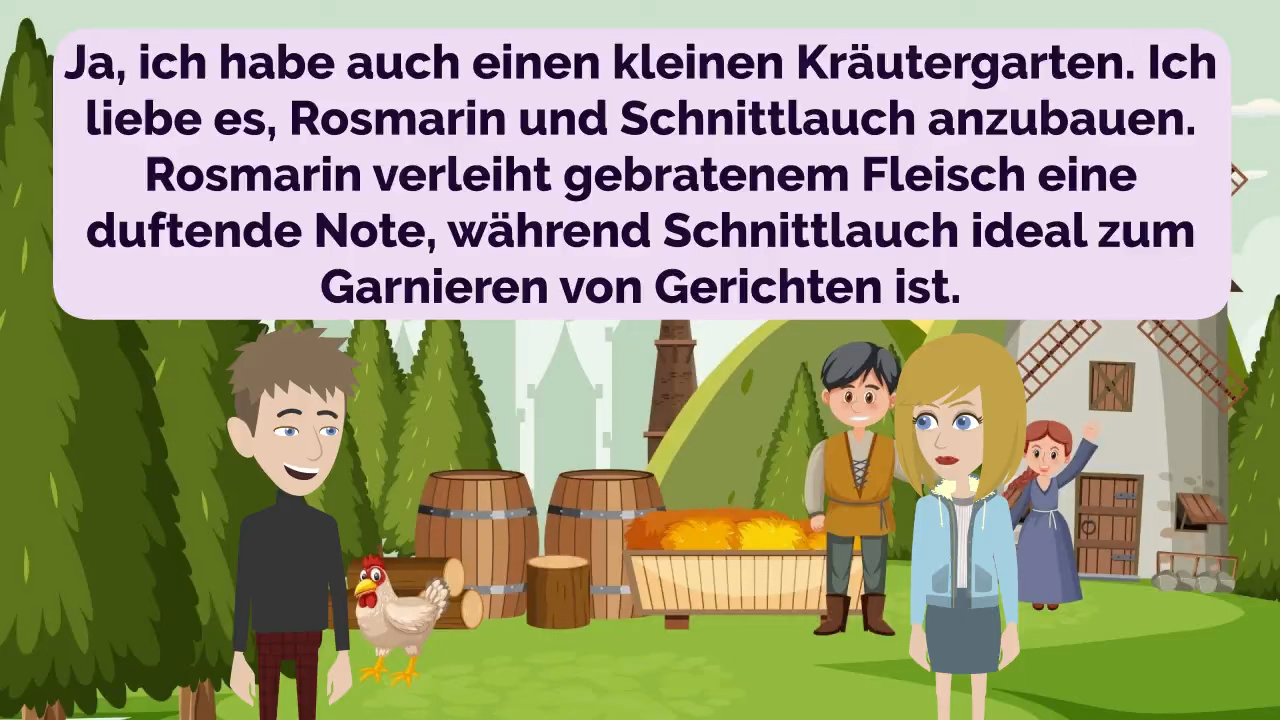 Ja, ich habe auch einen kleinen Kräutergarten. Ich
liebe es, Rosmarin und Schnittlauch anzubauen.
Rosmarin verleiht gebratenem Fleisch eine
duftende Note, während Schnittlauch ideal zum
Garnieren von Gerichten ist.